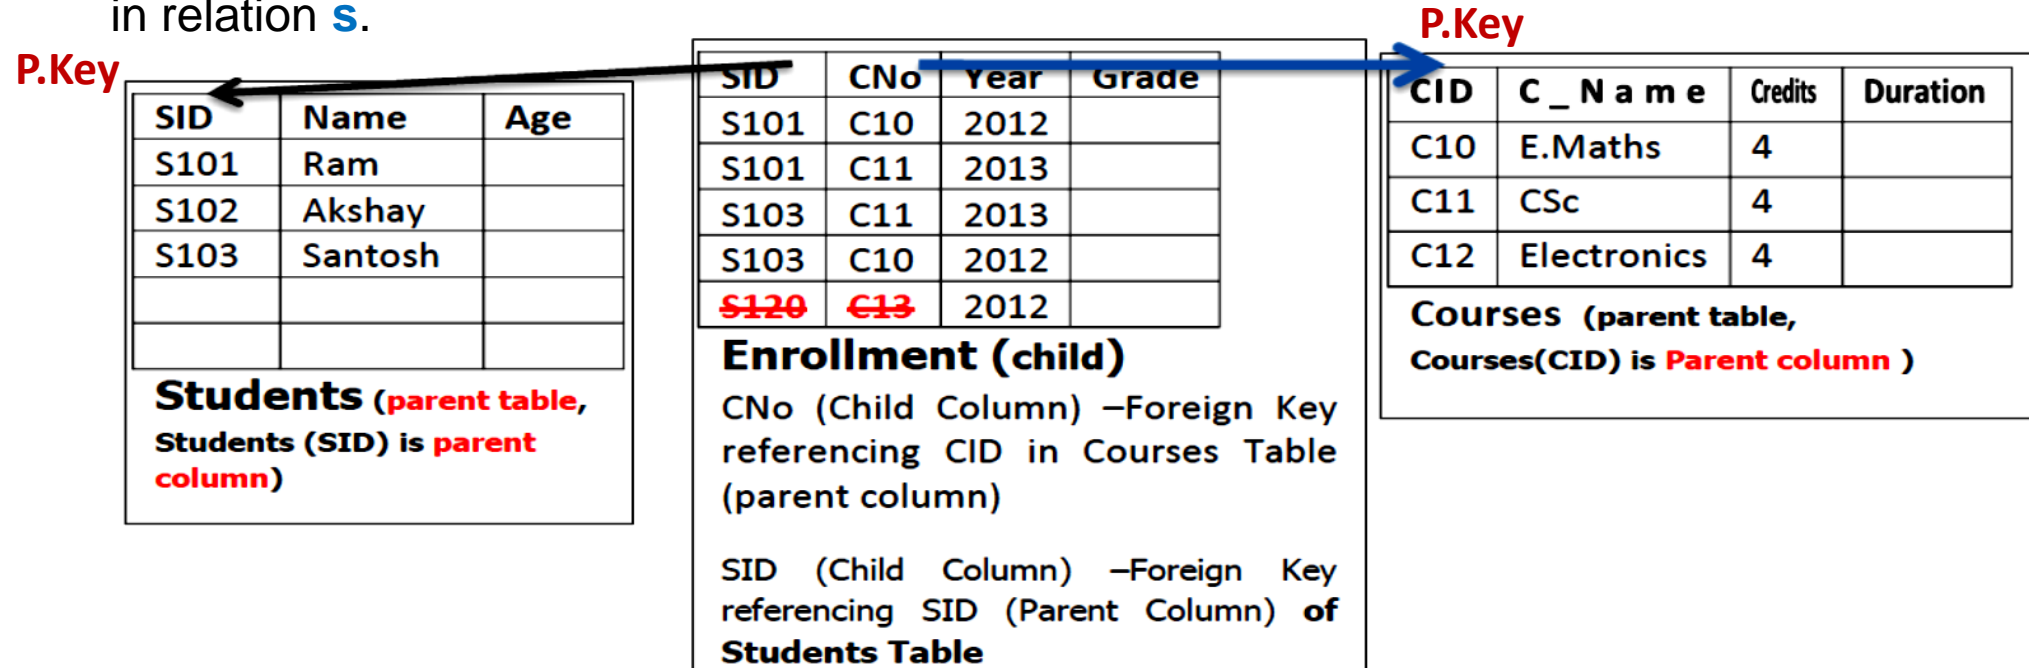 in relation s.
P.Key
SID Name Age
S101 Ram
S102 Akshay
S103 Santosh
Students (parent table,
Students (SID) is parent
column)
SID CNo Year Grade
S101 C10 2012
S101 C11 2013
S103 C11 2013
S103 C10 2012
S120 C13 2012
Enrollment (child)
CNo (Child Column) –Foreign Key
referencing CID in Courses Table
(parent column)
SID (Child Column) –Foreign Key
referencing SID (Parent Column) of
Students Table
P.Key
CID C_Name Credits Duration
C10 E.Maths 4
C11 CSc 4
C12 Electronics 4
Courses (parent table,
Courses(CID) is Parent column )